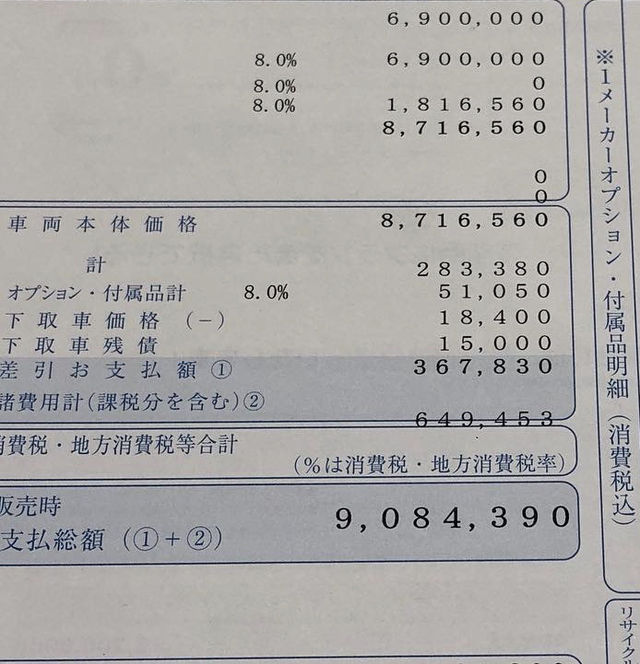 6,900,000
8.0% 6,900,000
8.0% 0
8.0% 1,816,560
8,716,560
0
0
車両本体価格 8,716,560
計 283,380
オプション・付属品計 8.0% 51,050
下取車価格 (-) 18,400
下取車残債 15,000
差引お支払額① 367,830
諸費用計(課税分を含む)②
649,453
消費税・地方消費税等合計
(%は消費税・地方消費税率)
販売時
支払総額 (①+②) 9,084,390
※1メーカーオプション・付属品明細 (消費税込)
リサイク